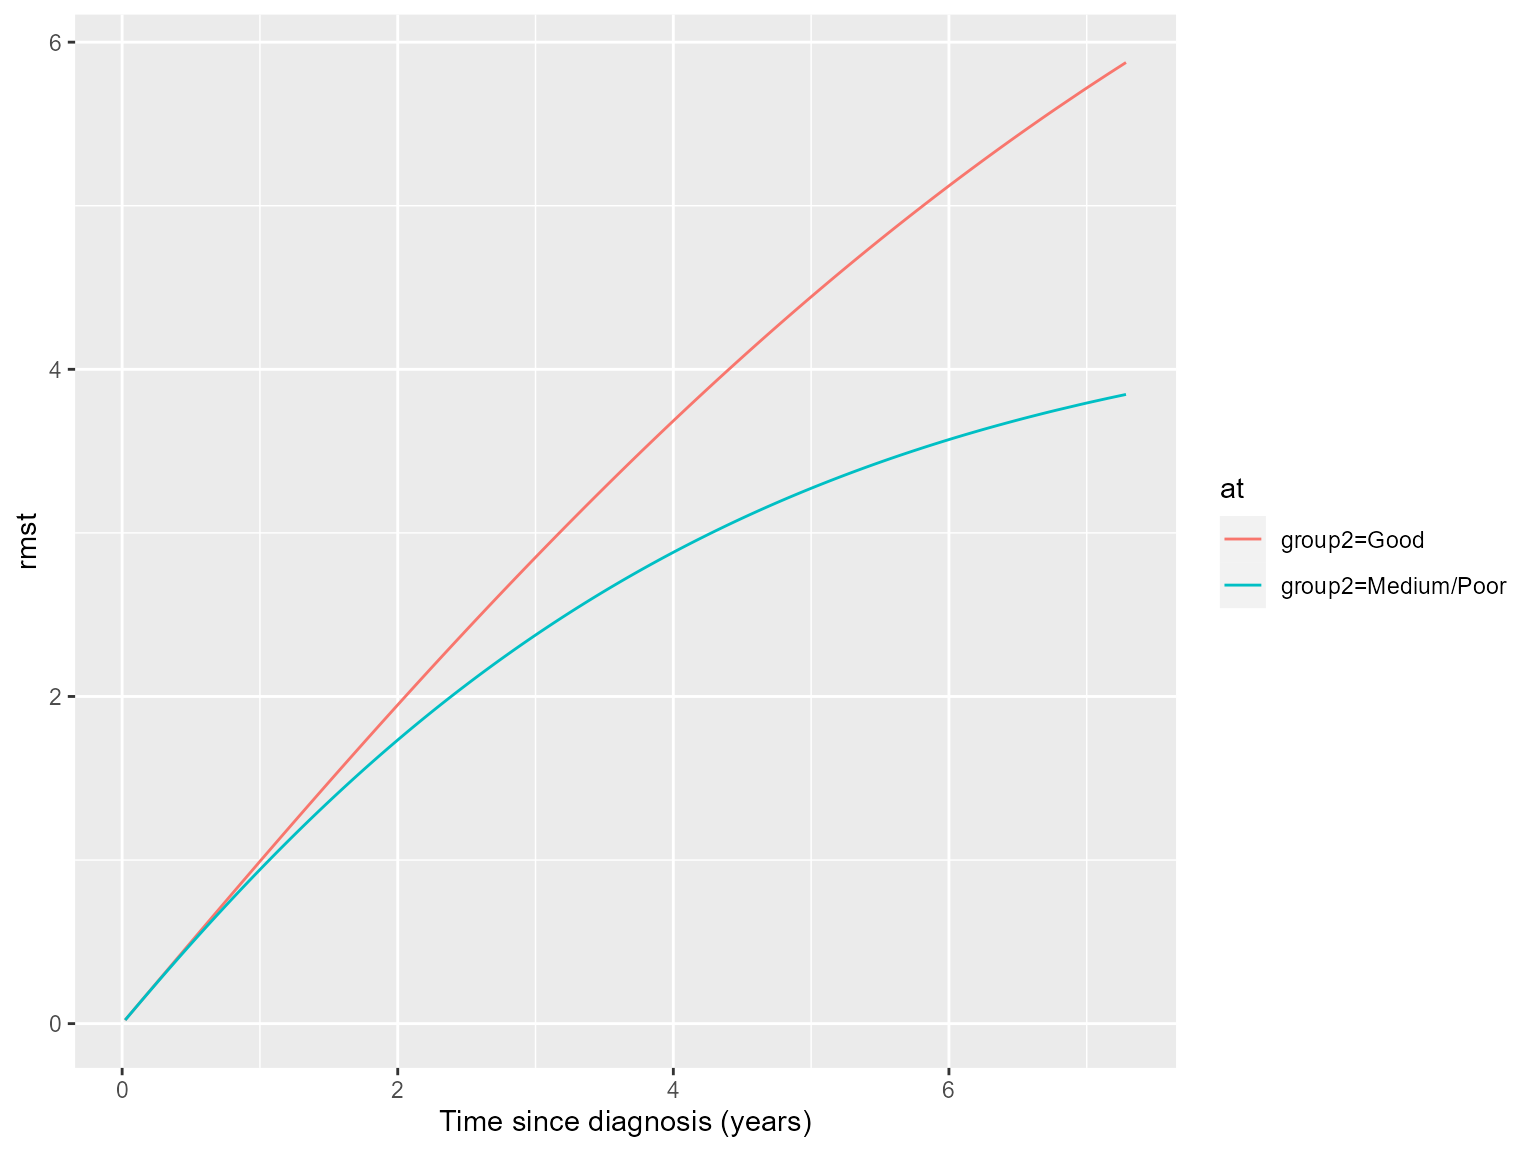 6
4
2
0
rmst
0 2 4 6
Time since diagnosis (years)
at
group2=Good
group2=Medium/Poor